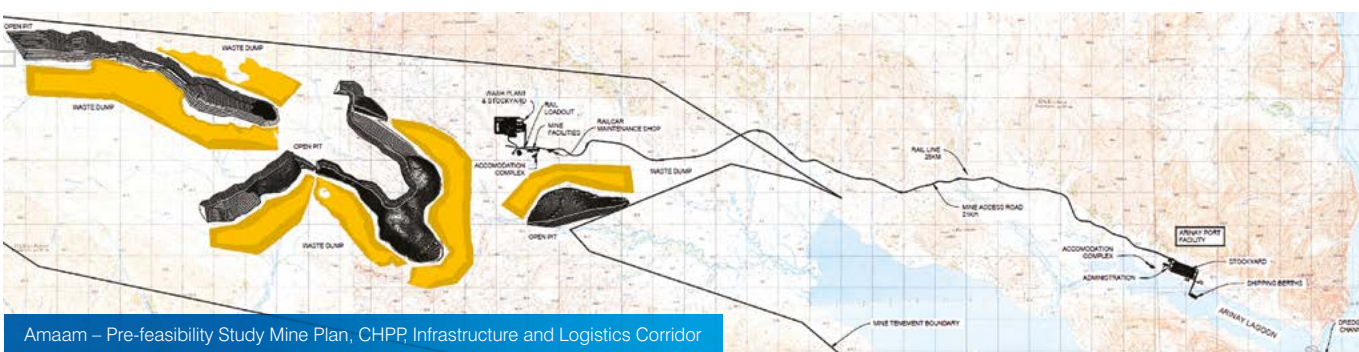 OPEN PIT
WASTE DUMP
WASTE DUMP
OPEN PIT
WASTE DUMP
WASH PLANT
& STOCKYARD
RAIL
LOADOUT
MINE
FACILITIES
RAILCAR
MAINTENANCE SHOP
ACCOMODATION
COMPLEX
WASTE DUMP
OPEN PIT
RAIL LINE
25KM
MINE ACCESS ROAD
21KM
ARINAY PORT
FACILITY
ACCOMODATION
COMPLEX
STOCKYARD
ADMINISTRATION
SHIPPING BERTHS
ARINAY LAGOON
MINE TENEMENT BOUNDARY
Amaam – Pre-feasibility Study Mine Plan, CHPP, Infrastructure and Logistics Corridor